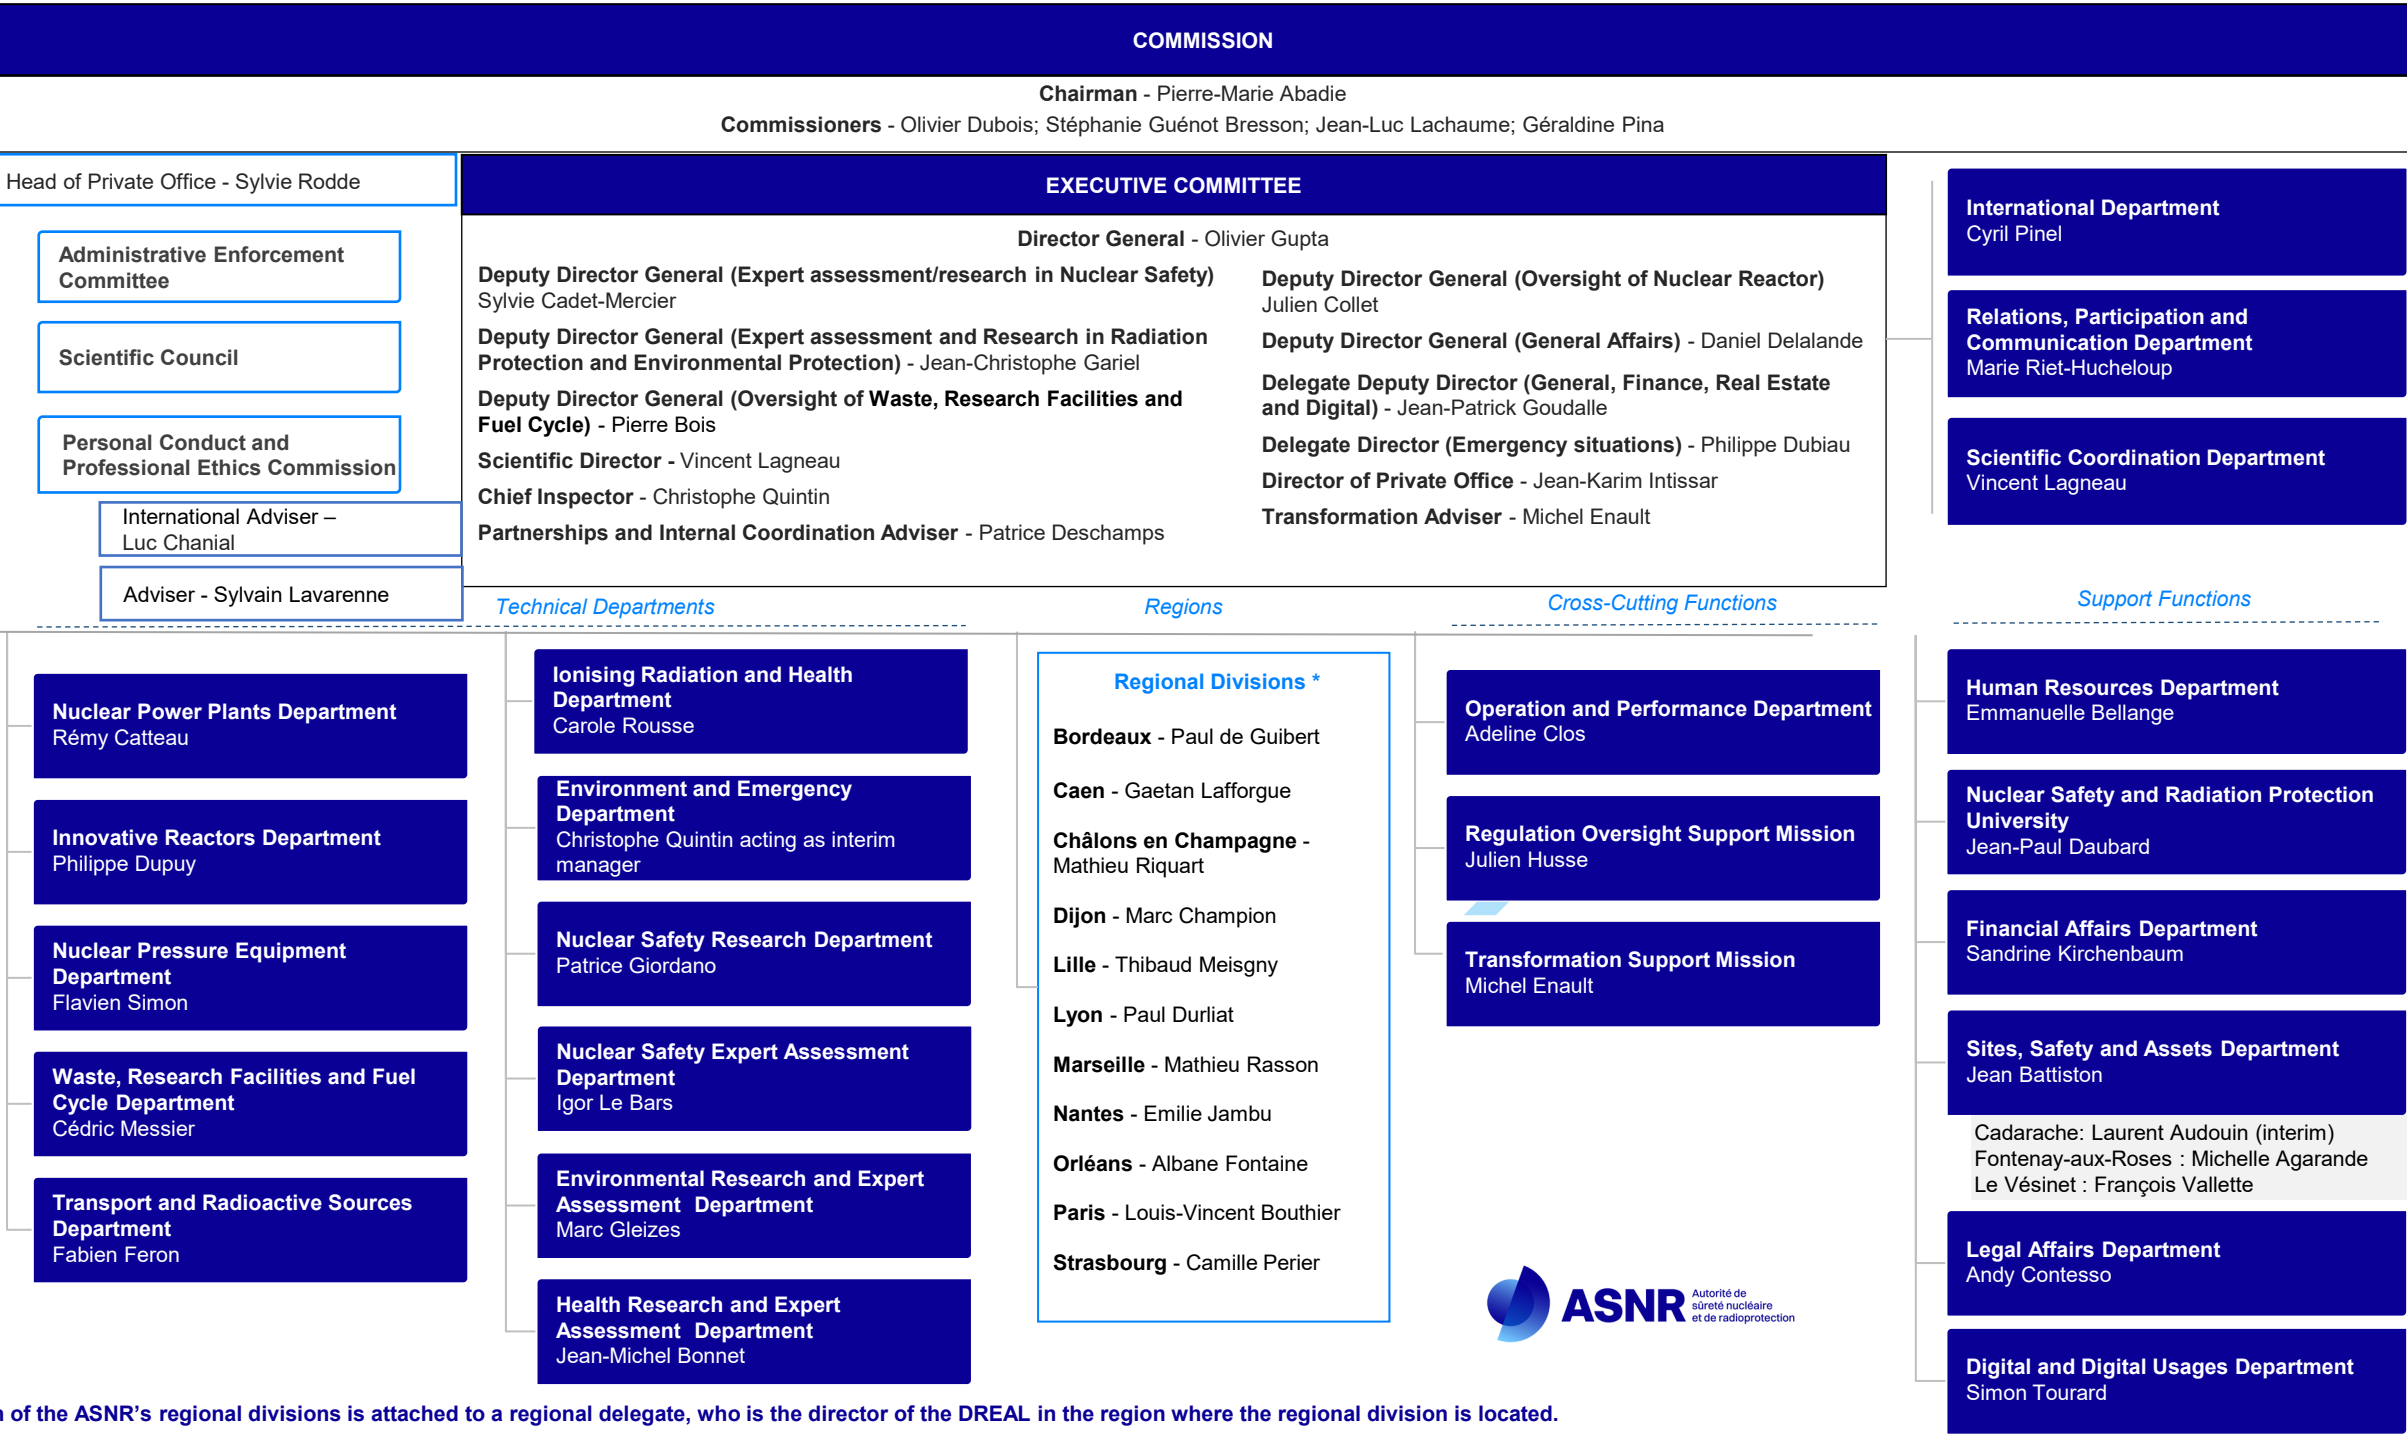 COMMISSION
Chairman - Pierre-Marie Abadie
Commissioners - Olivier Dubois; Stéphanie Guénot Bresson; Jean-Luc Lachaume; Géraldine Pina
Head of Private Office - Sylvie Rodde
Administrative Enforcement
Committee
Scientific Council
Personal Conduct and
Professional Ethics Commission
International Adviser –
Luc Chanial
Adviser - Sylvain Lavarenne
EXECUTIVE COMMITTEE
Director General - Olivier Gupta
Deputy Director General (Expert assessment/research in Nuclear Safety)
Sylvie Cadet-Mercier
Deputy Director General (Expert assessment and Research in Radiation
Protection and Environmental Protection) - Jean-Christophe Gariel
Deputy Director General (Oversight of Waste, Research Facilities and
Fuel Cycle) - Pierre Bois
Scientific Director - Vincent Lagneau
Chief Inspector - Christophe Quintin
Partnerships and Internal Coordination Adviser - Patrice Deschamps
Deputy Director General (Oversight of Nuclear Reactor)
Julien Collet
Deputy Director General (General Affairs) - Daniel Delalande
Delegate Deputy Director (General, Finance, Real Estate
and Digital) - Jean-Patrick Goudalle
Delegate Director (Emergency situations) - Philippe Dubiau
Director of Private Office - Jean-Karim Intissar
Transformation Adviser - Michel Enault
International Department
Cyril Pinel
Relations, Participation and
Communication Department
Marie Riet-Hucheloup
Scientific Coordination Department
Vincent Lagneau
Technical Departments
Nuclear Power Plants Department
Rémy Catteau
Innovative Reactors Department
Philippe Dupuy
Nuclear Pressure Equipment
Department
Flavien Simon
Waste, Research Facilities and Fuel
Cycle Department
Cédric Messier
Transport and Radioactive Sources
Department
Fabien Feron
Ionising Radiation and Health
Department
Carole Rousse
Environment and Emergency
Department
Christophe Quintin acting as interim
manager
Nuclear Safety Research Department
Patrice Giordano
Nuclear Safety Expert Assessment
Department
Igor Le Bars
Environmental Research and Expert
Assessment Department
Marc Gleizes
Health Research and Expert
Assessment Department
Jean-Michel Bonnet
Regions
Regional Divisions *
Bordeaux - Paul de Guibert
Caen - Gaetan Lafforgue
Châlons en Champagne -
Mathieu Riquart
Dijon - Marc Champion
Lille - Thibaud Meisgny
Lyon - Paul Durliat
Marseille - Mathieu Rasson
Nantes - Emilie Jambu
Orléans - Albane Fontaine
Paris - Louis-Vincent Bouthier
Strasbourg - Camille Perier
Cross-Cutting Functions
Operation and Performance Department
Adeline Clos
Regulation Oversight Support Mission
Julien Husse
Transformation Support Mission
Michel Enault
ASNR
Autorité de
sûreté nucléaire
et de radioprotection
Support Functions
Human Resources Department
Emmanuelle Bellange
Nuclear Safety and Radiation Protection
University
Jean-Paul Daubard
Financial Affairs Department
Sandrine Kirchenbaum
Sites, Safety and Assets Department
Jean Battiston
Cadarache: Laurent Audouin (interim)
Fontenay-aux-Roses : Michelle Agarande
Le Vésinet : François Vallette
Legal Affairs Department
Andy Contesso
Digital and Digital Usages Department
Simon Tourard
of the ASNR's regional divisions is attached to a regional delegate, who is the director of the DREAL in the region where the regional division is located.